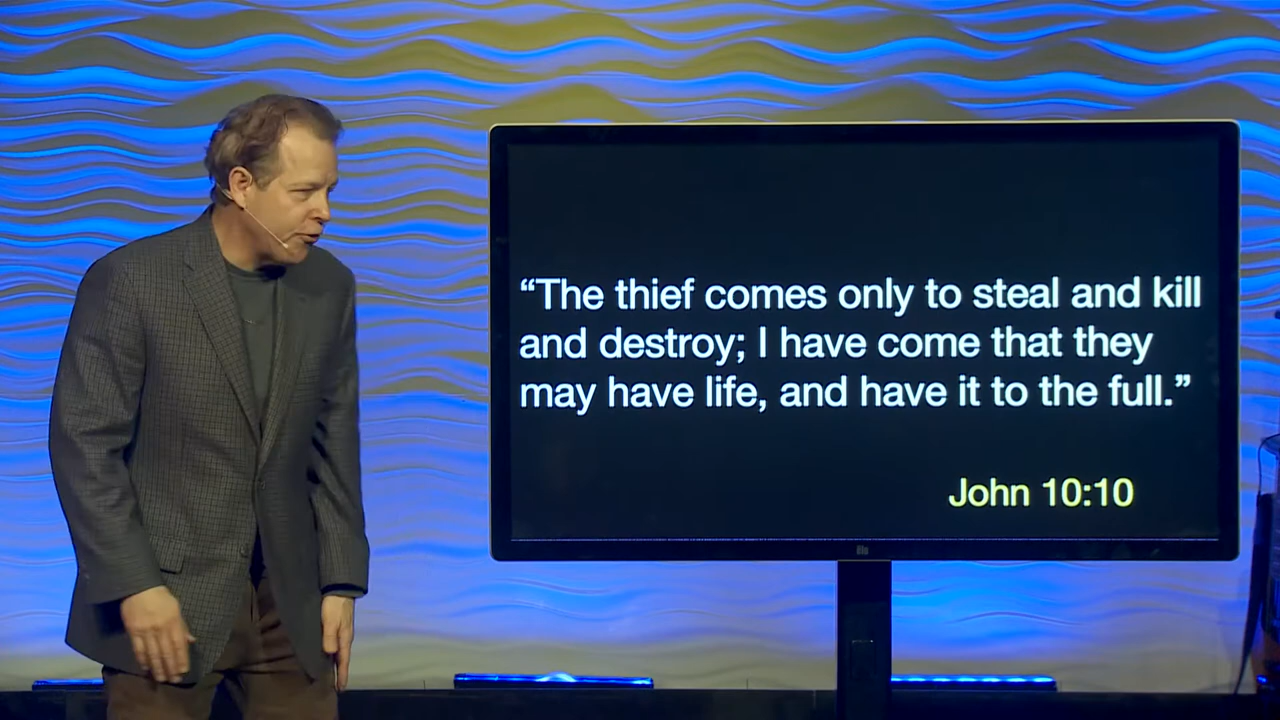 “The thief comes only to steal and kill
and destroy; I have come that they
may have life, and have it to the full.”
John 10:10